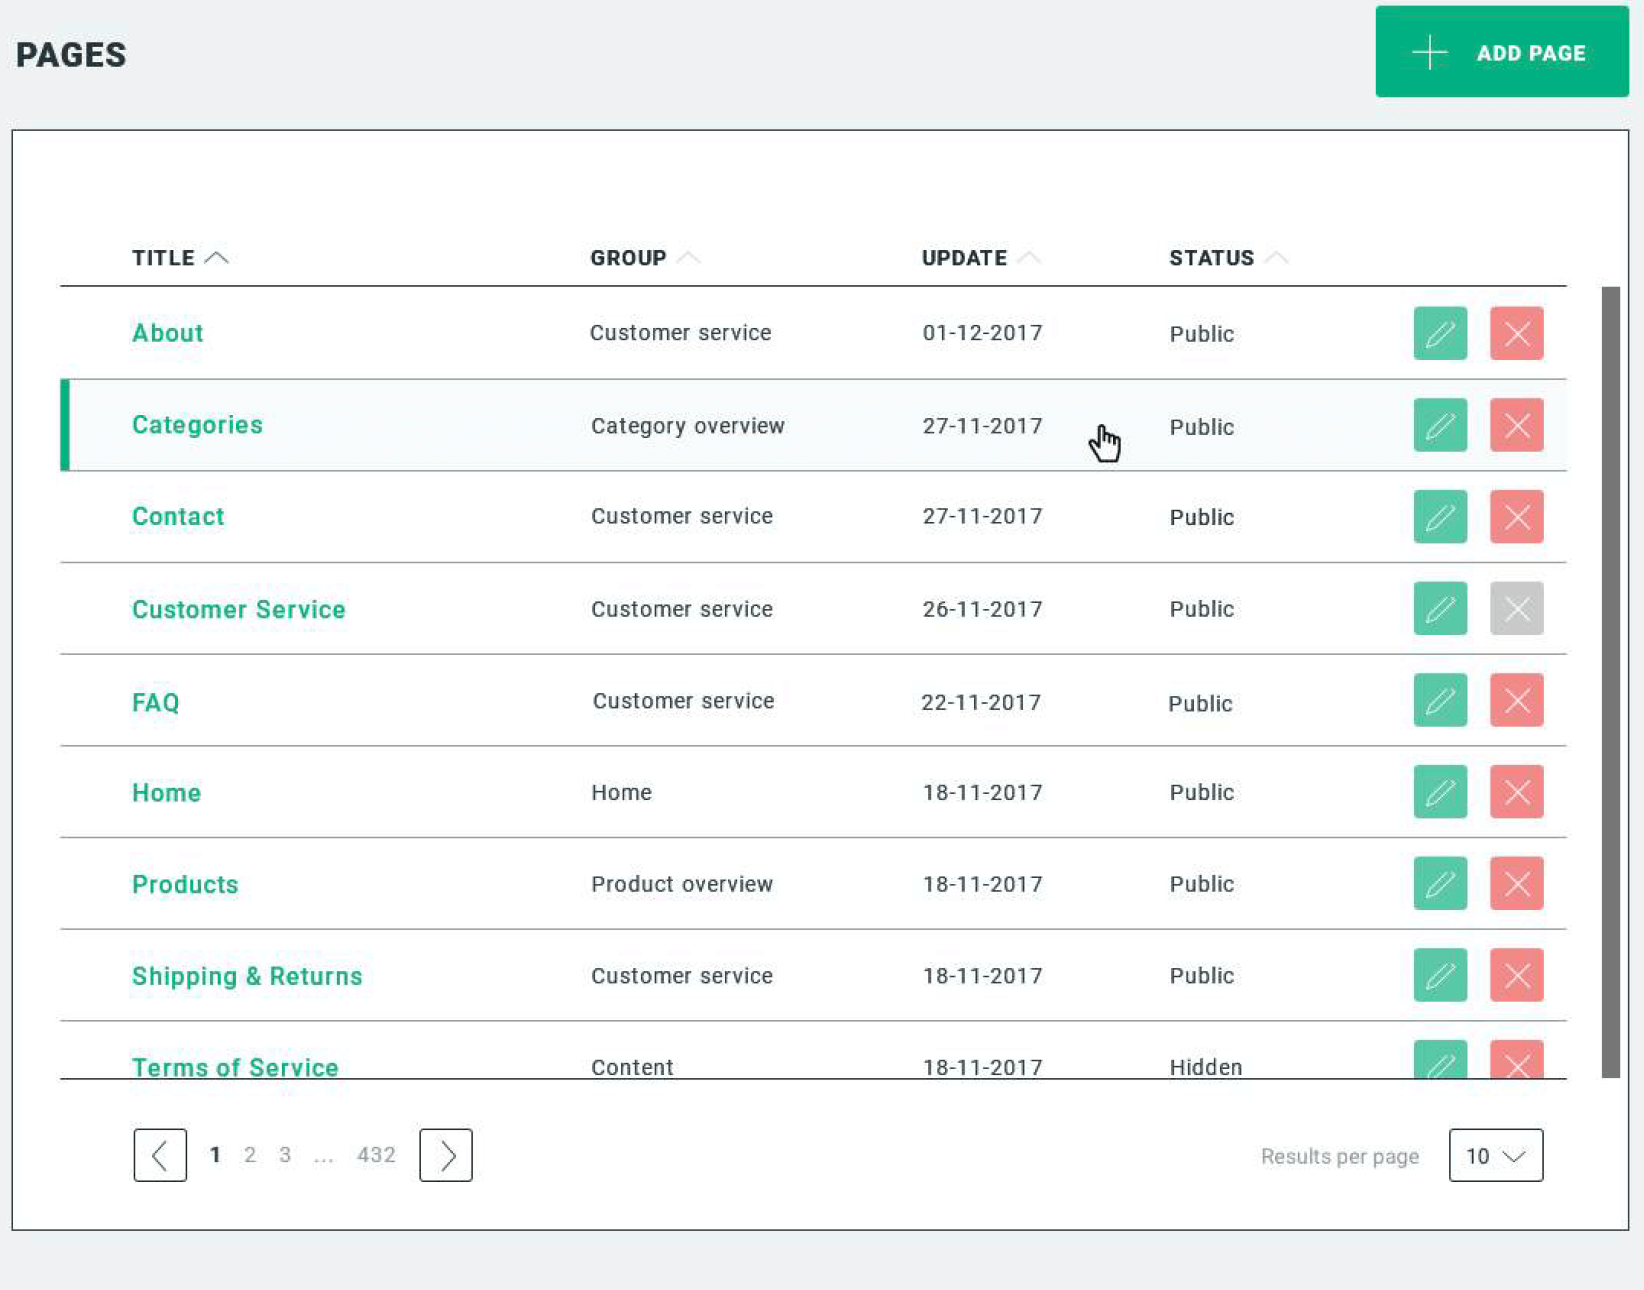 PAGES
ADD PAGE
TITLE GROUP UPDATE STATUS
About Customer service 01-12-2017 Public
Categories Category overview 27-11-2017 Public
Contact Customer service 27-11-2017 Public
Customer Service Customer service 26-11-2017 Public
FAQ Customer service 22-11-2017 Public
Home Home 18-11-2017 Public
Products Product overview 18-11-2017 Public
Shipping & Returns Customer service 18-11-2017 Public
Terms of Service Content 18-11-2017 Hidden
1 2 3 ... 432 Results per page 10